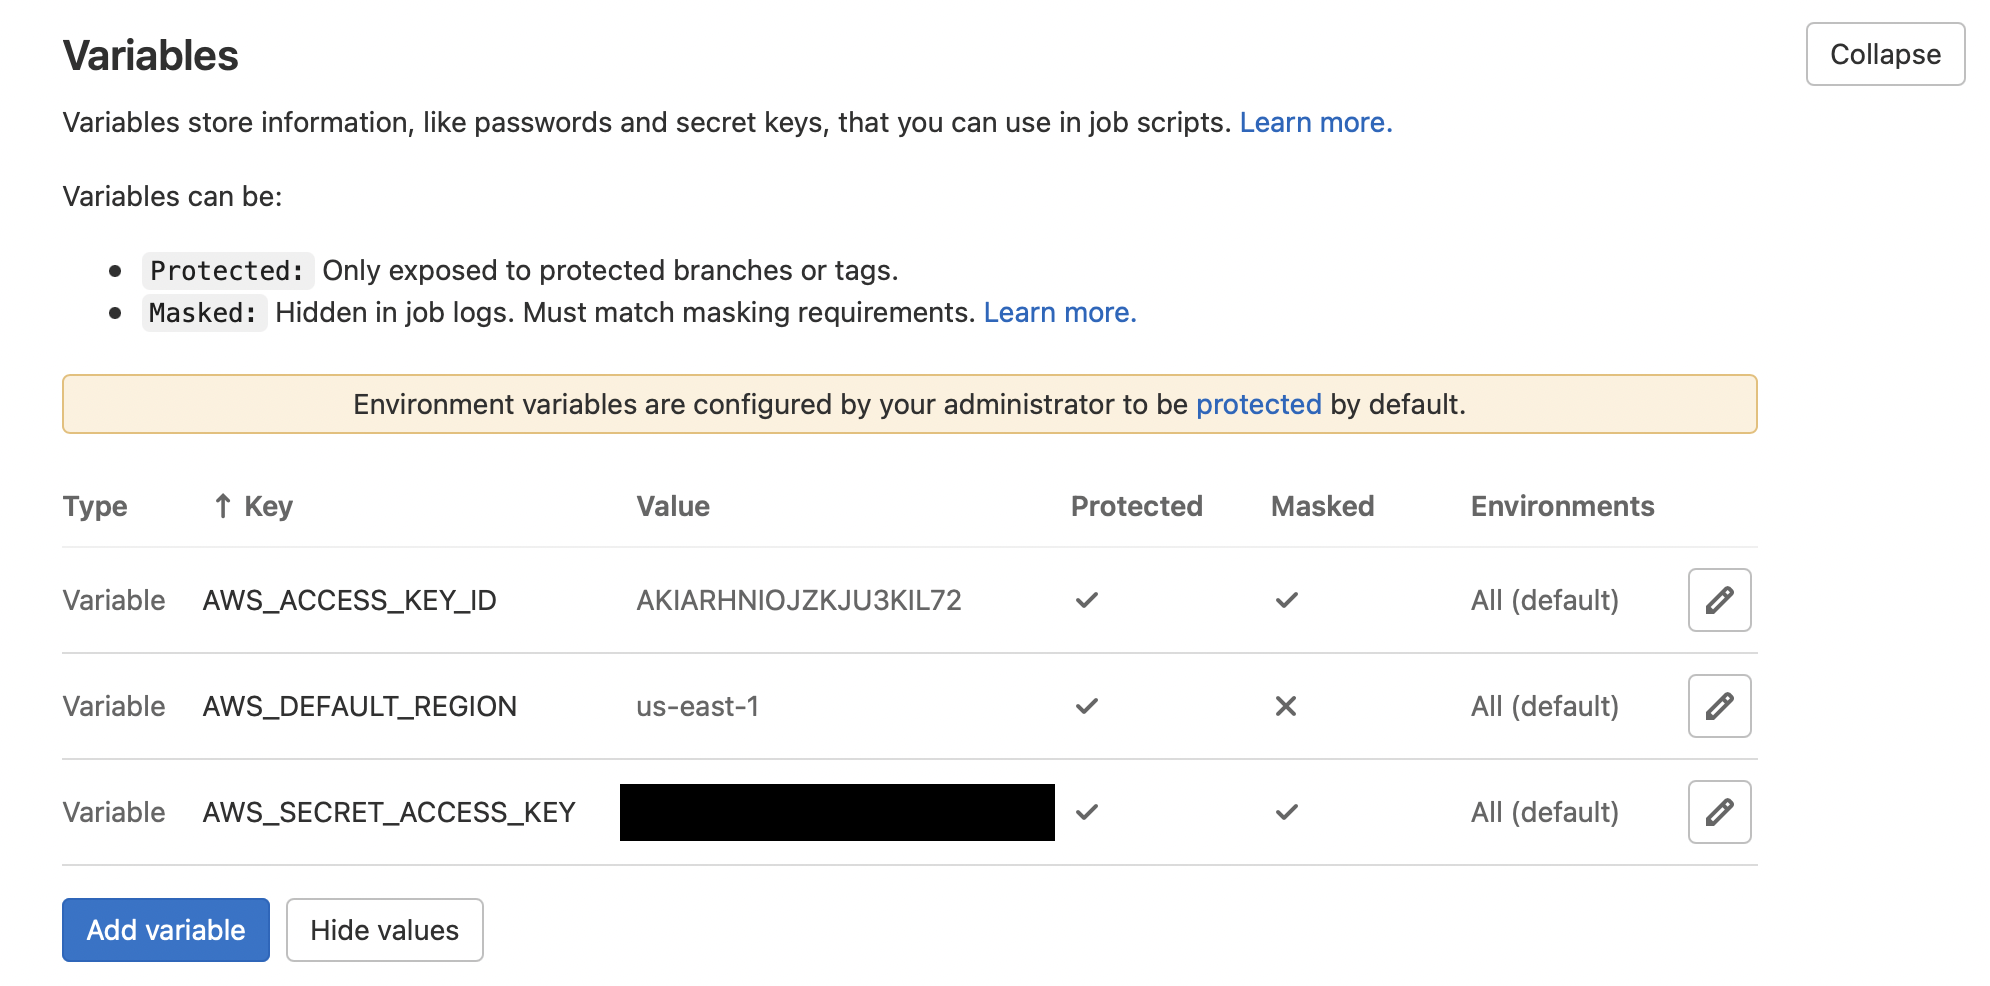 Variables
Collapse
Variables store information, like passwords and secret keys, that you can use in job scripts. Learn more.
Variables can be:
Protected: Only exposed to protected branches or tags.
Masked: Hidden in job logs. Must match masking requirements. Learn more.
Environment variables are configured by your administrator to be protected by default.
Type ↑ Key Value Protected Masked Environments
Variable AWS_ACCESS_KEY_ID AKIARHNIOJZKJU3KIL72 ✓ ✓ All (default)
Variable AWS_DEFAULT_REGION us-east-1 ✓ ✕ All (default)
Variable AWS_SECRET_ACCESS_KEY ✓ ✓ All (default)
Add variable Hide values